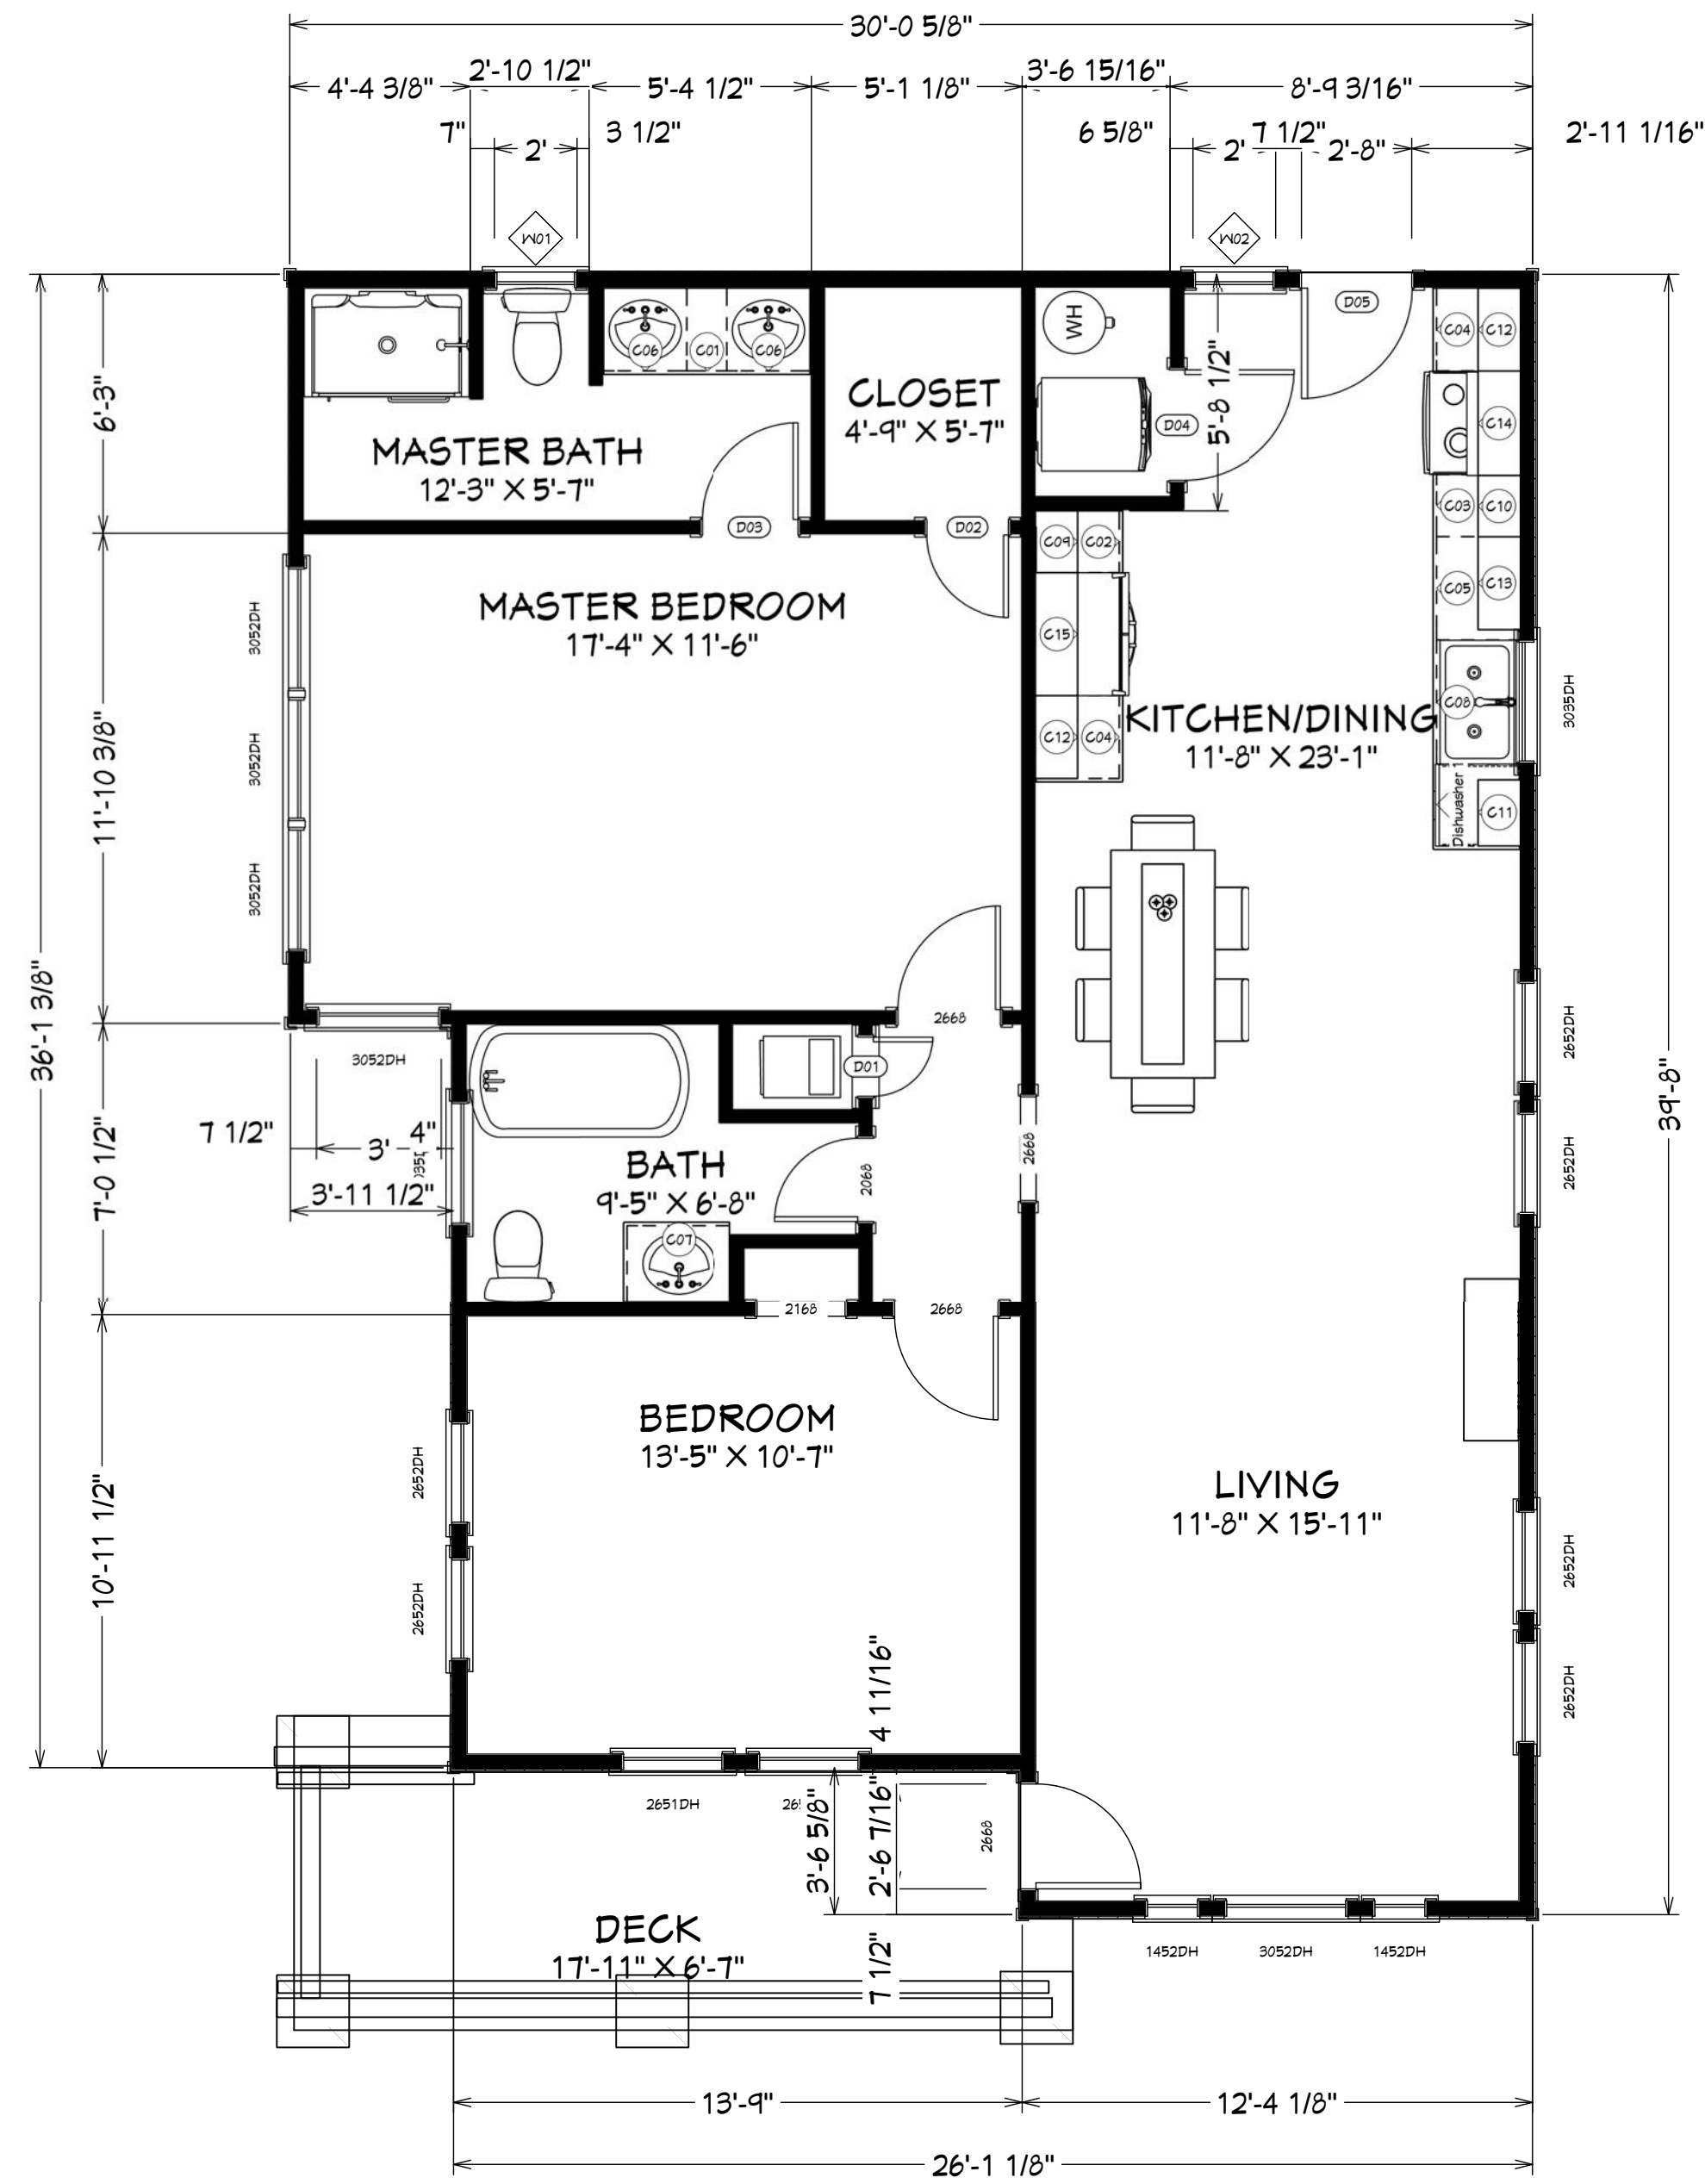 30'-0 5/8"
4'-4 3/8"
2'-10 1/2"
5'-4 1/2"
5'-1 1/8"
3'-6 15/16"
8'-9 3/16"
7"
2'
3 1/2"
6 5/8"
2'
7 1/2"
2'-8"
2'-11 1/16"
W01
W02
D05
WH
C06
C01
C06
C04
C12
CLOSET
4'-9" X 5'-7"
D04
5'-8 1/2"
C14
6'-3"
MASTER BATH
12'-3" X 5'-7"
D03
D02
C09
C02
C03
C10
C05
C13
MASTER BEDROOM
17'-4" X 11'-6"
3052DH
3052DH
3052DH
C15
C08
3035DH
KITCHEN/DINING
11'-8" X 23'-1"
C12
C04
11'-10 3/8"
Dishwasher
C11
36'-1 3/8"
39'-8"
2668
3052DH
D01
2652DH
2652DH
7 1/2"
3'
4"
3'-11 1/2"
7'-0 1/2"
BATH
9'-5" X 6'-8"
2068
2668
C07
2168
2668
BEDROOM
13'-5" X 10'-7"
2652DH
2652DH
10'-11 1/2"
LIVING
11'-8" X 15'-11"
2652DH
2652DH
4 11/16"
2651DH
3'-6 5/8"
2'-6 7/16"
2668
DECK
17'-11" X 6'-7"
7 1/2"
1452DH
3052DH
1452DH
13'-9"
12'-4 1/8"
26'-1 1/8"